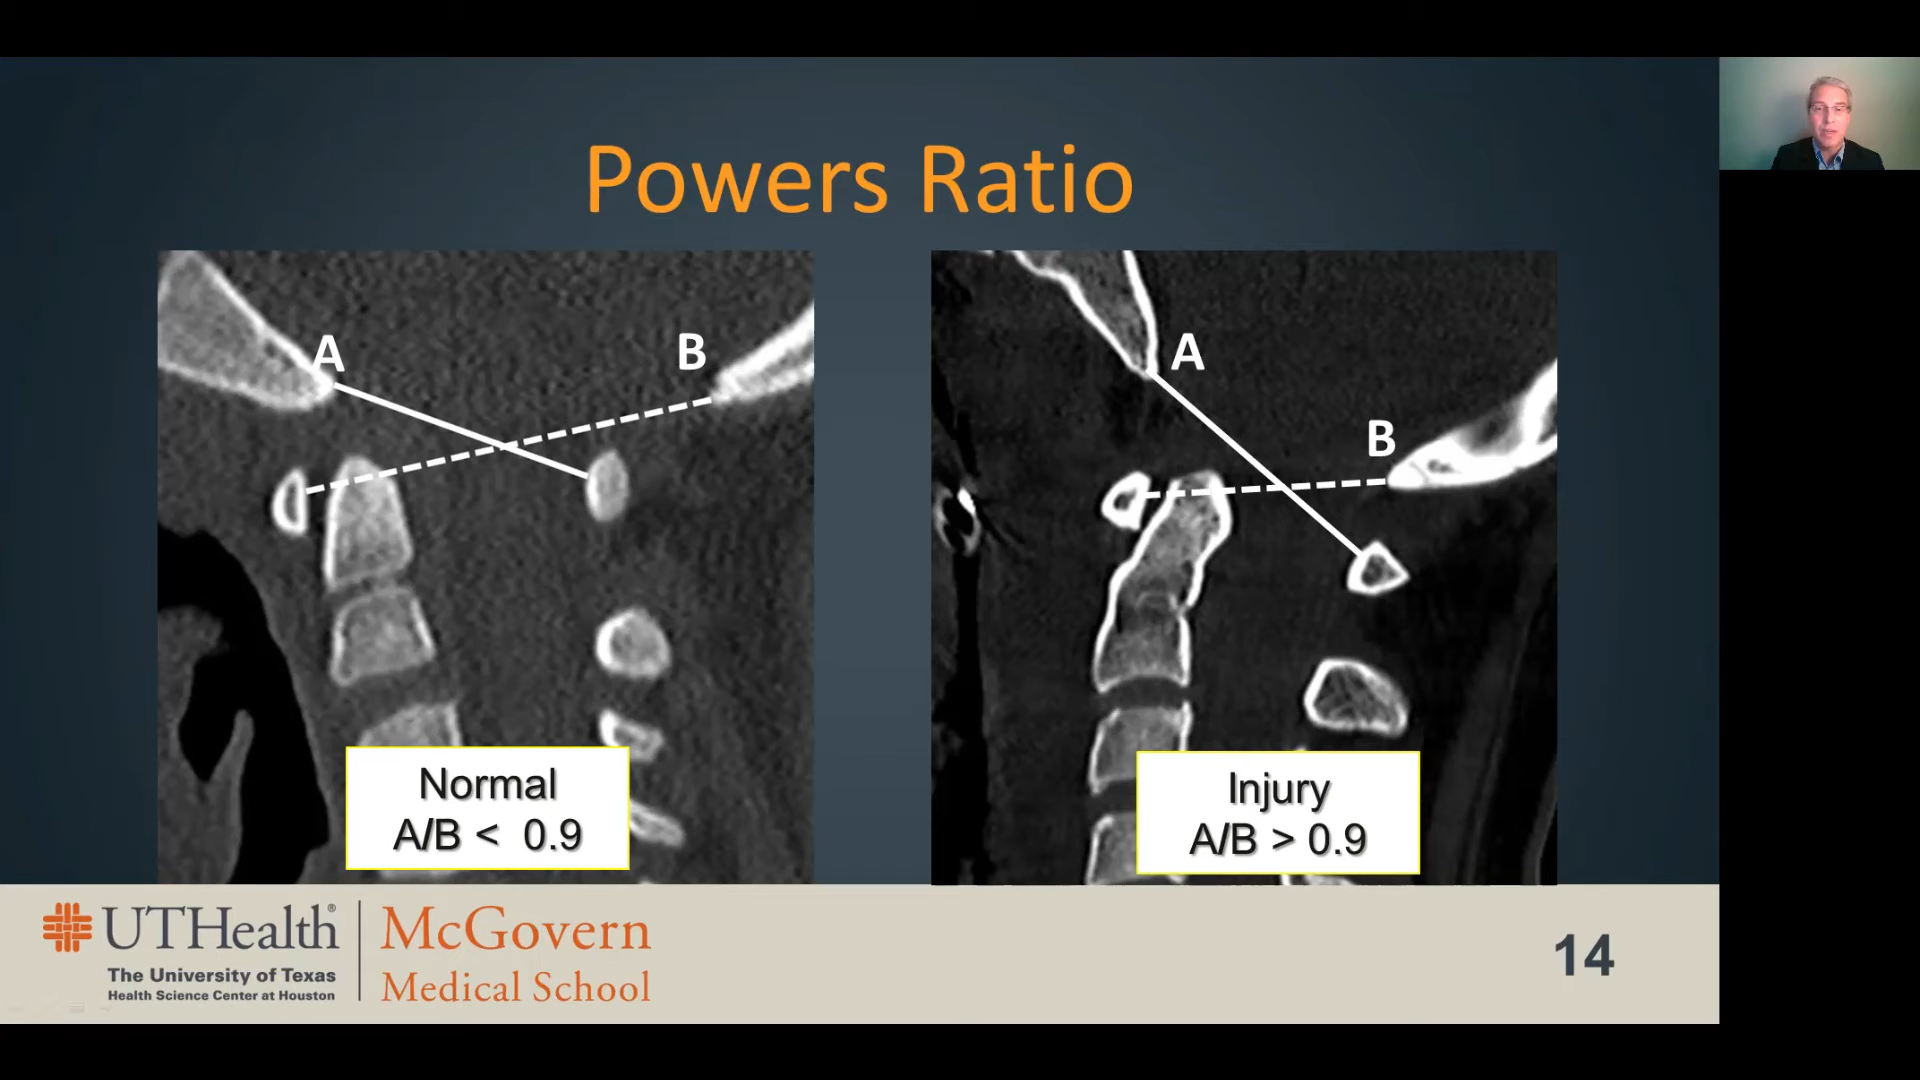 Powers Ratio
A
B
A
B
Normal
A/B < 0.9
Injury
A/B > 0.9
UTHealth®
The University of Texas
Health Science Center at Houston
McGovern
Medical School
14